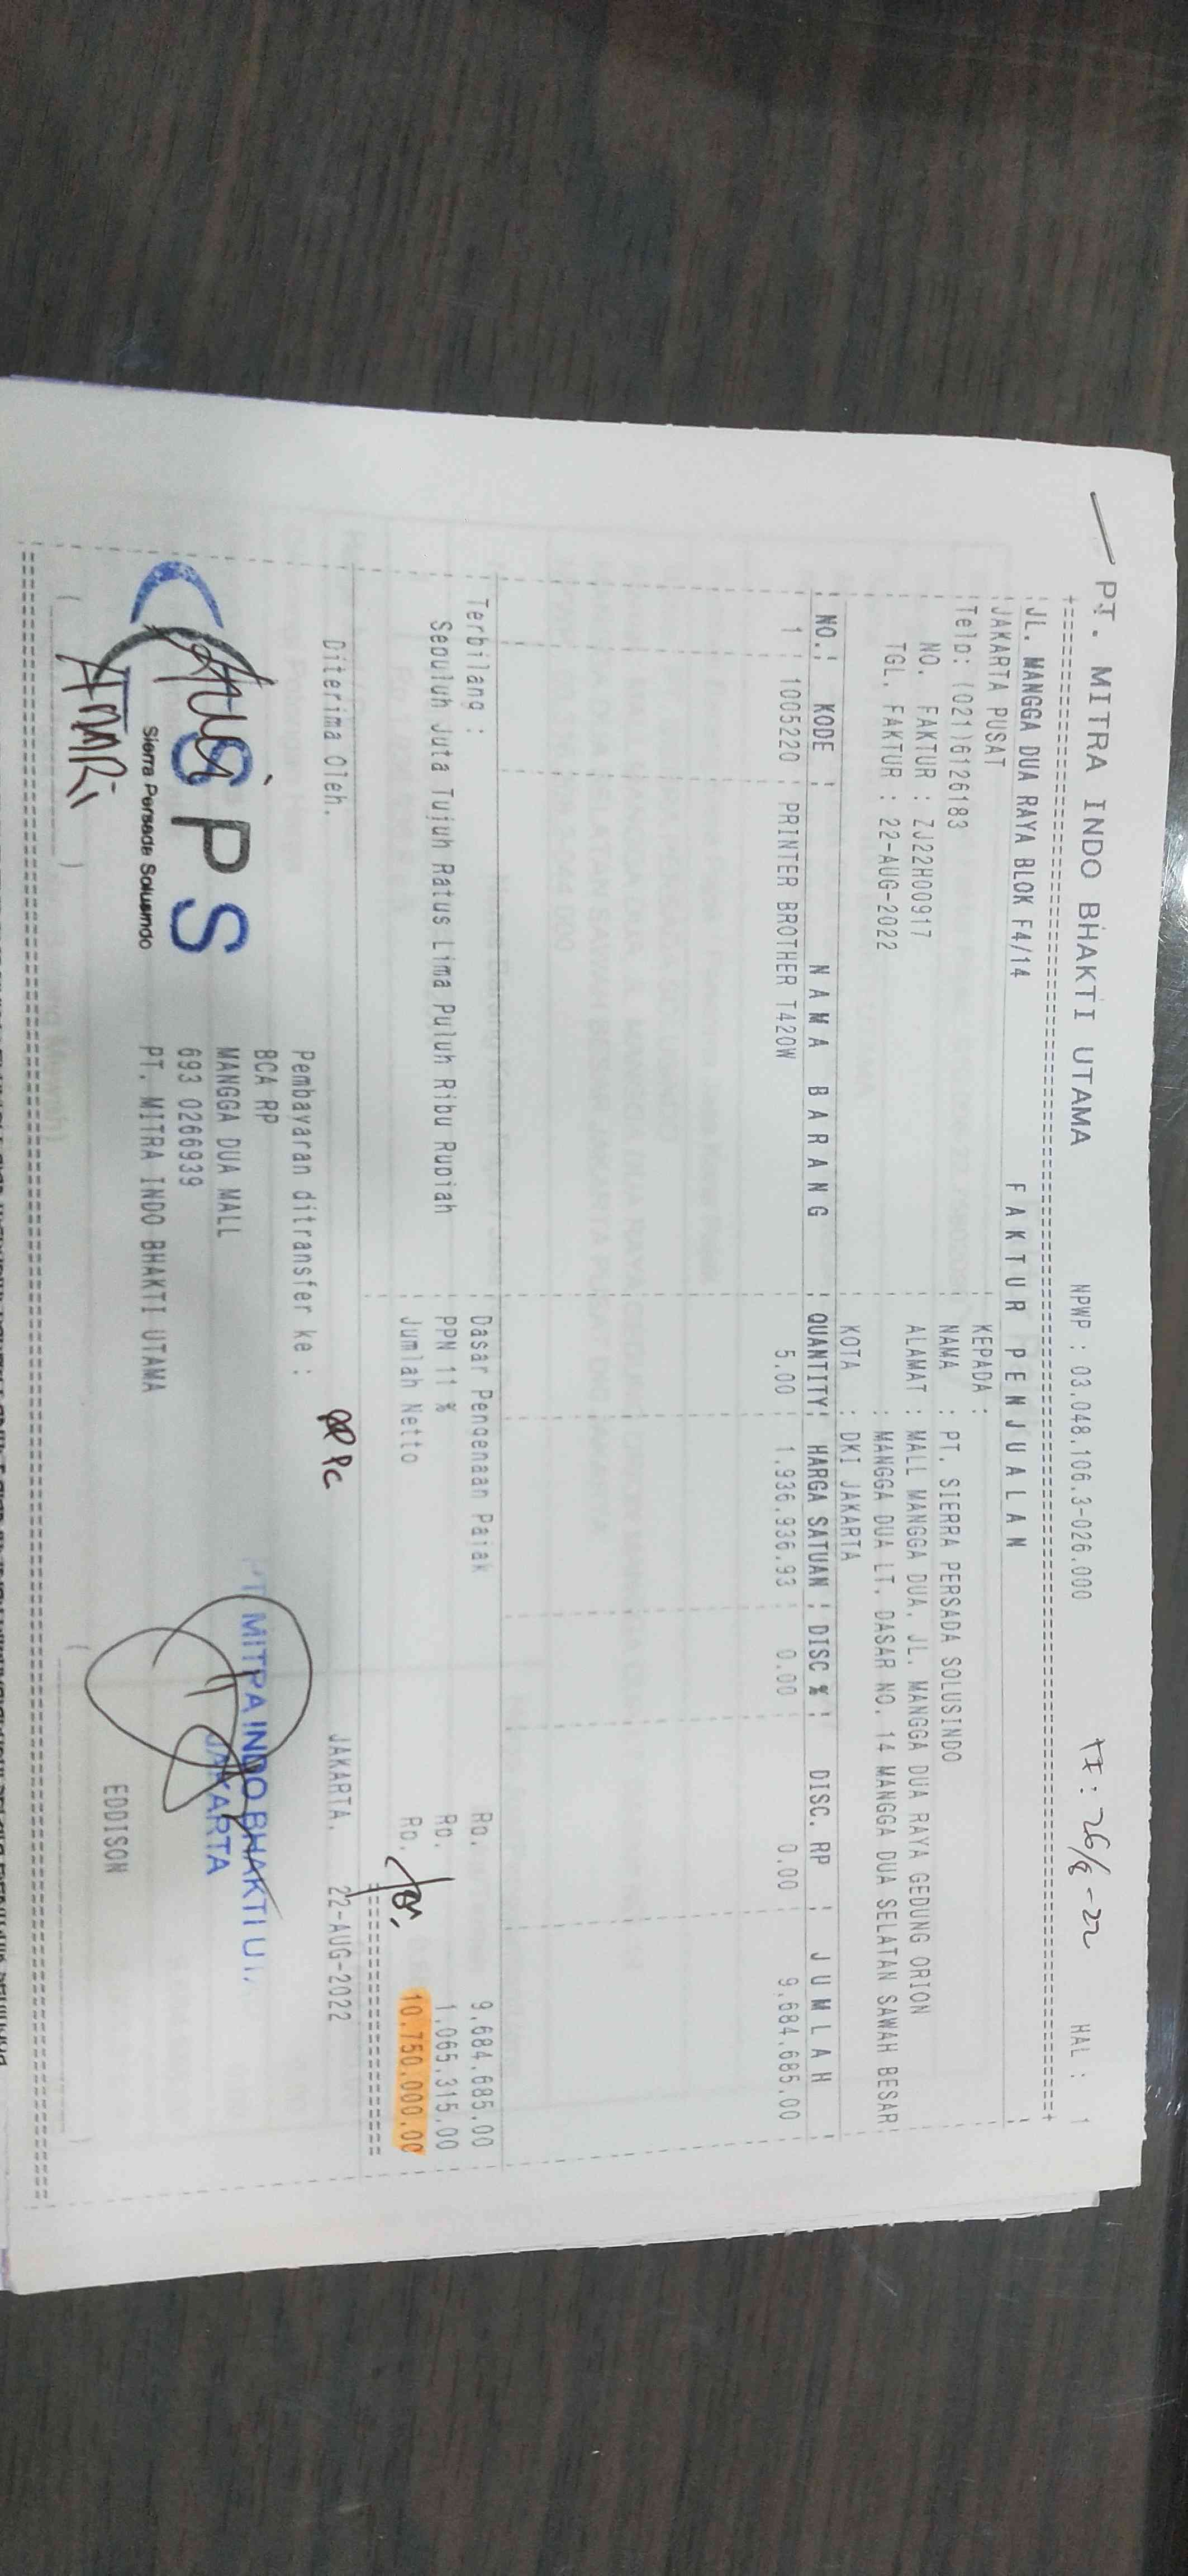 PT. MITRA INDO BHAKTI UTAMA NPWP : 03.048.106.3-026.000 TF : 26/8-22 HAL : 1
JL. MANGGA DUA RAYA BLOK F4/14 FAKTUR PENJUALAN
JAKARTA PUSAT KEPADA :
Telp: (021)6126183 NAMA : PT. SIERRA PERSADA SOLUSINDO
NO. FAKTUR : ZJ22H00917 ALAMAT : MALL MANGGA DUA, JL. MANGGA DUA RAYA GEDUNG ORION
TGL. FAKTUR : 22-AUG-2022 : MANGGA DUA LT. DASAR NO. 14 MANGGA DUA SELATAN SAWAH BESAR
KOTA : DKI JAKARTA
NO. KODE NAMA BARANG QUANTITY HARGA SATUAN DISC % DISC. RP JUMLAH
1 1005220 PRINTER BROTHER T420W 5.00 1.936.936.93 0.00 0.00 9.684.685.00
Terbilang : Dasar Pengenaan Pajak Rp. 9.684.685.00
Sepuluh Juta Tujuh Ratus Lima Puluh Ribu Rupiah PPN 11 % Rp. 1.065.315.00
Jumlah Netto Rp. 10.750.000.00
Diterima Oleh, JAKARTA, 22-AUG-2022
Pembayaran ditransfer ke :
BCA RP
MANGGA DUA MALL
693 0266939
PT. MITRA INDO BHAKTI UTAMA
PC
SPS
Sierra Persada Solusindo
PT MITRA INDO BHAKTI UT
JAKARTA
EDDISON